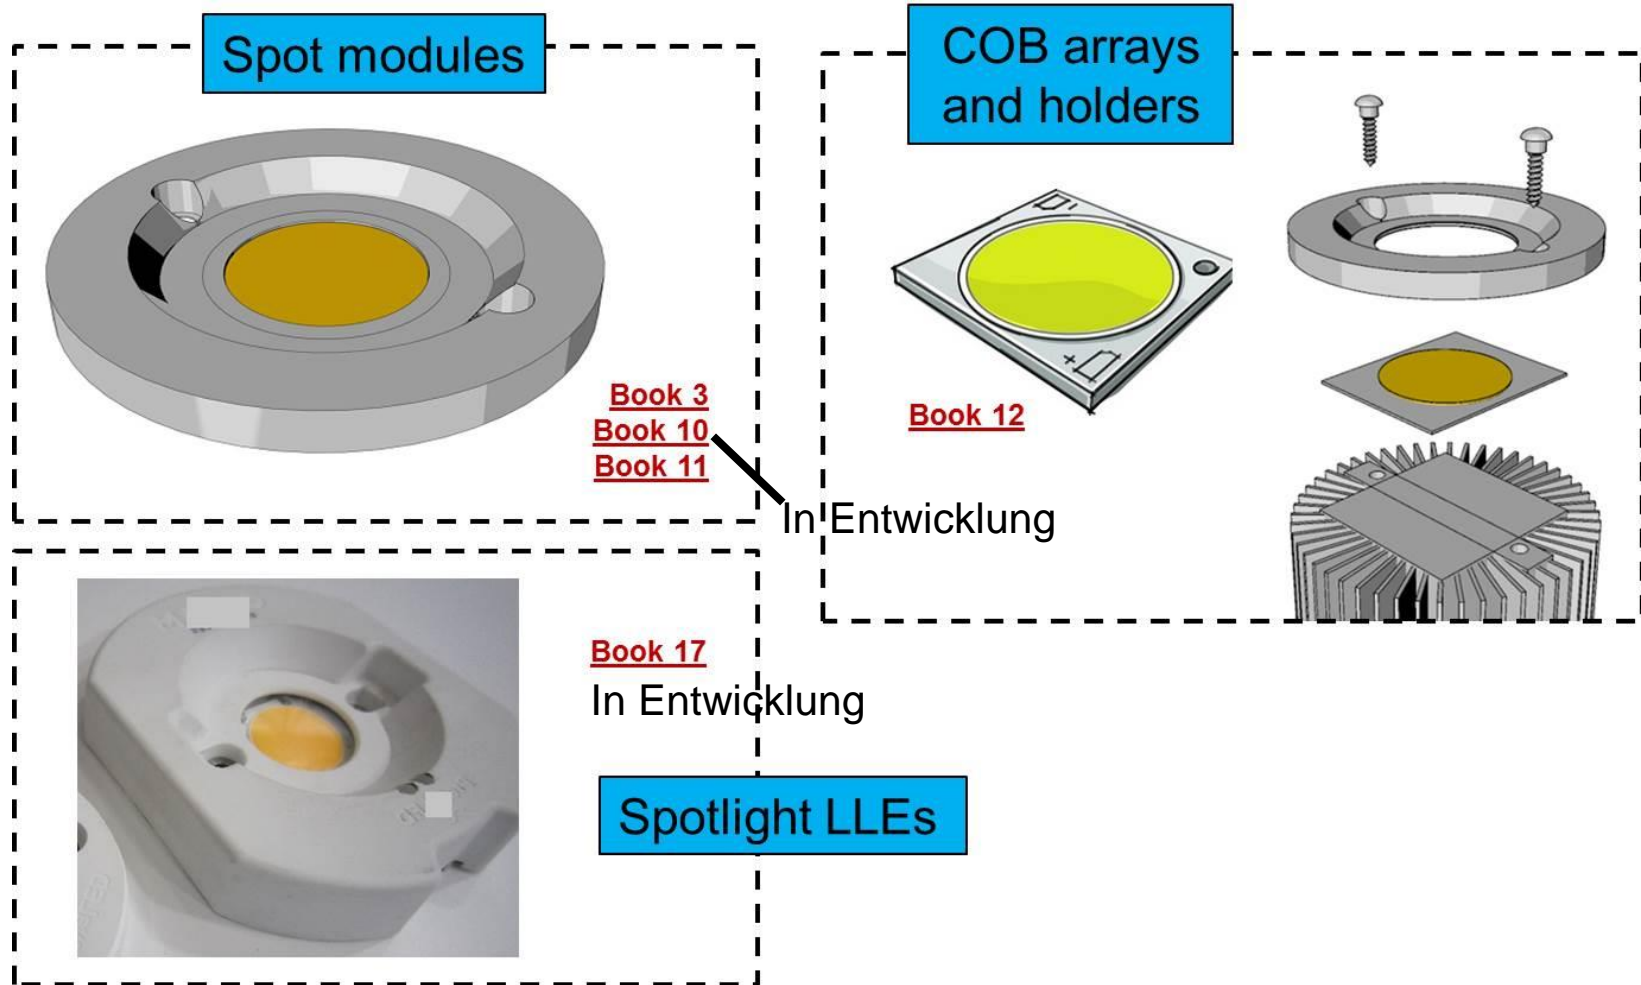 Spot modules
Book 3
Book 10
Book 11
In Entwicklung
COB arrays
and holders
Book 12
Book 17
In Entwicklung
Spotlight LLEs